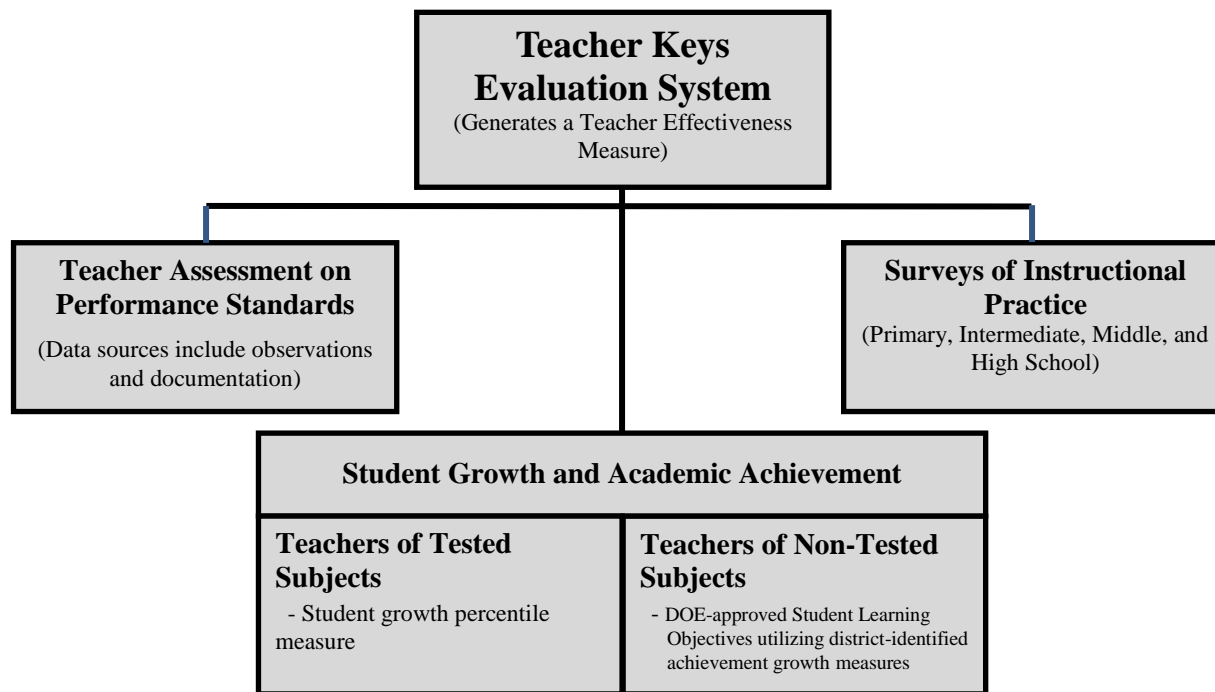 Teacher Keys
Evaluation System
(Generates a Teacher Effectiveness
Measure)
Teacher Assessment on
Performance Standards
(Data sources include observations
and documentation)
Surveys of Instructional
Practice
(Primary, Intermediate, Middle, and
High School)
Student Growth and Academic Achievement
Teachers of Tested
Subjects
- Student growth percentile
measure
Teachers of Non-Tested
Subjects
- DOE-approved Student Learning
Objectives utilizing district-identified
achievement growth measures